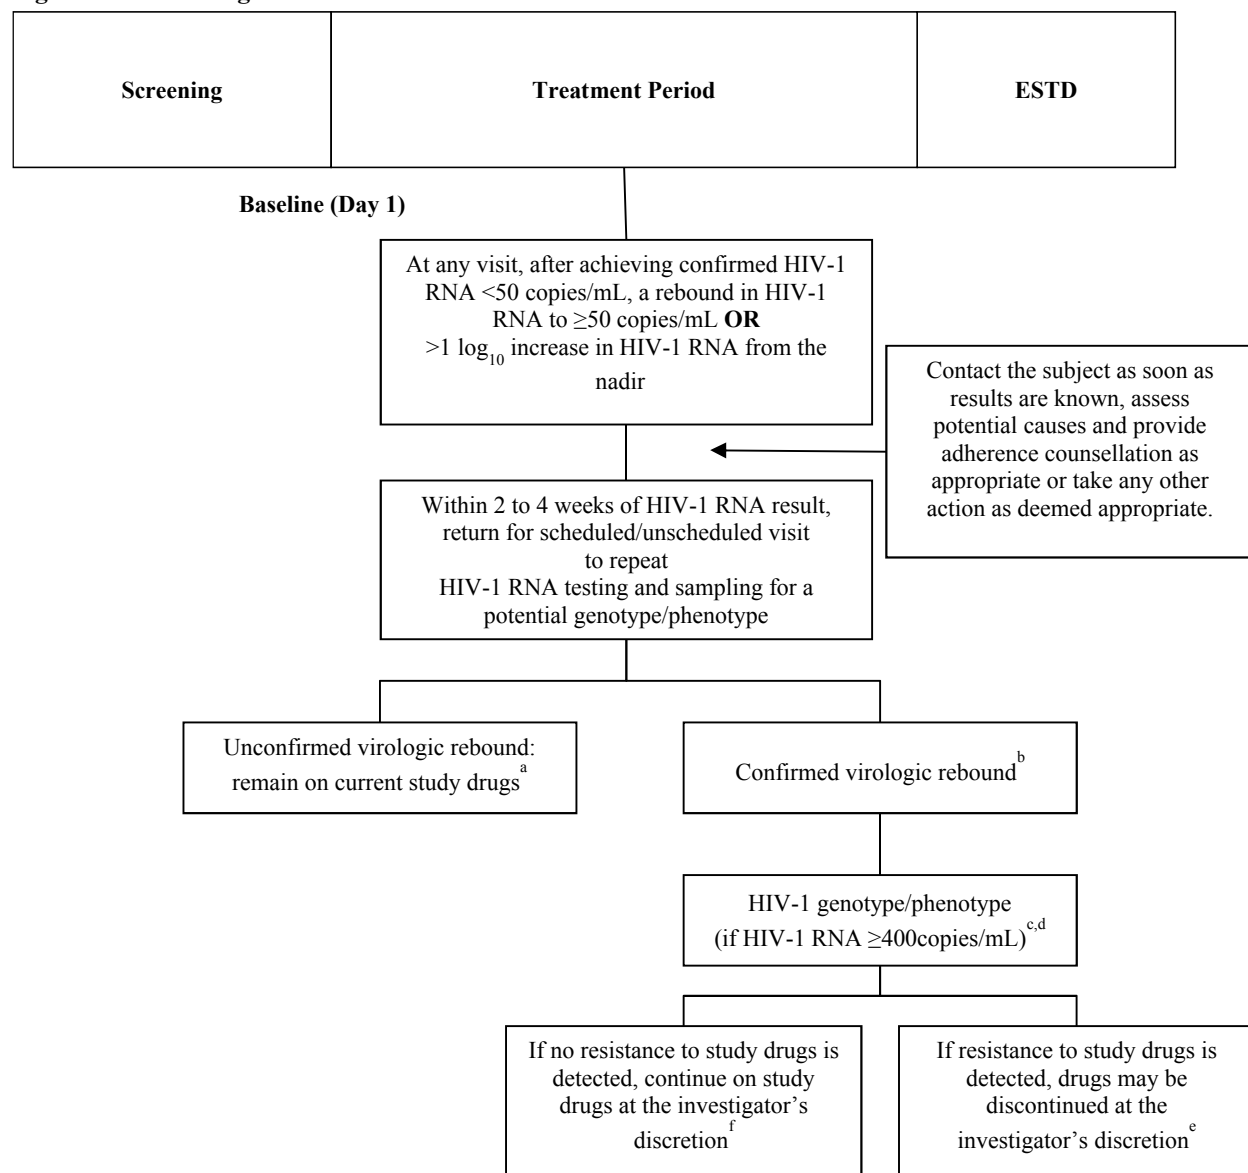 Screening
Treatment Period
ESTD
Baseline (Day 1)
At any visit, after achieving confirmed HIV-1
RNA <50 copies/mL, a rebound in HIV-1
RNA to ≥50 copies/mL OR
>1 log10 increase in HIV-1 RNA from the
nadir
Contact the subject as soon as
results are known, assess
potential causes and provide
adherence counsellation as
appropriate or take any other
action as deemed appropriate.
Within 2 to 4 weeks of HIV-1 RNA result,
return for scheduled/unscheduled visit
to repeat
HIV-1 RNA testing and sampling for a
potential genotype/phenotype
Unconfirmed virologic rebound:
remain on current study drugs a
Confirmed virologic rebound b
HIV-1 genotype/phenotype
(if HIV-1 RNA ≥400copies/mL) c,d
If no resistance to study drugs is
detected, continue on study
drugs at the investigator's
discretion f
If resistance to study drugs is
detected, drugs may be
discontinued at the
investigator's discretion e